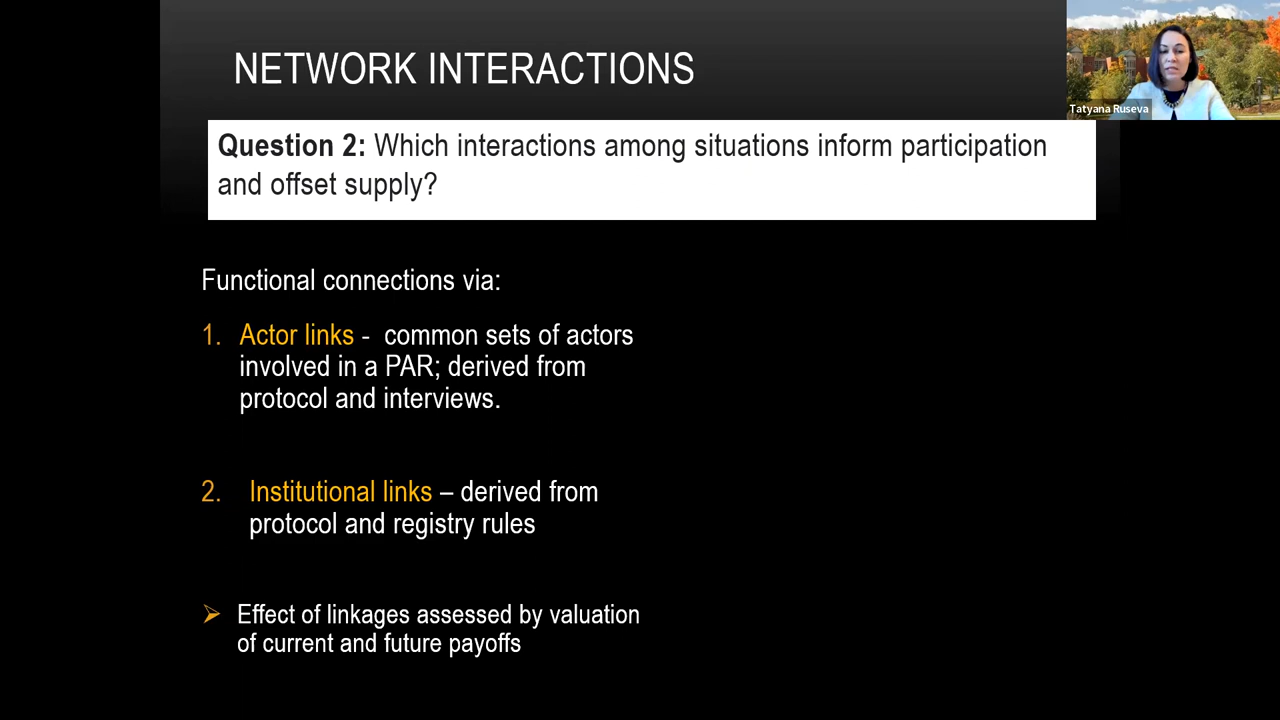 NETWORK INTERACTIONS
Tatyana Ruseva
Question 2: Which interactions among situations inform participation
and offset supply?
Functional connections via:
1. Actor links - common sets of actors
involved in a PAR; derived from
protocol and interviews.
2. Institutional links – derived from
protocol and registry rules
➢ Effect of linkages assessed by valuation
of current and future payoffs